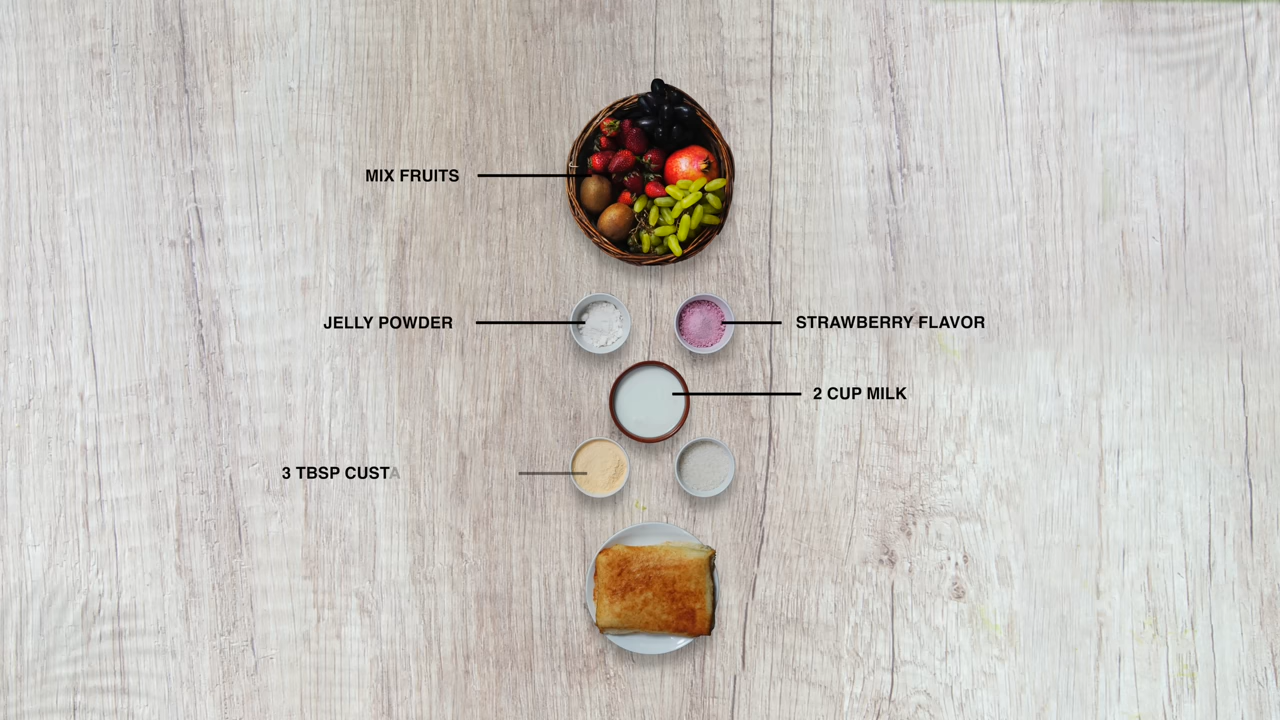 MIX FRUITS
JELLY POWDER
STRAWBERRY FLAVOR
2 CUP MILK
3 TBSP CUSTA